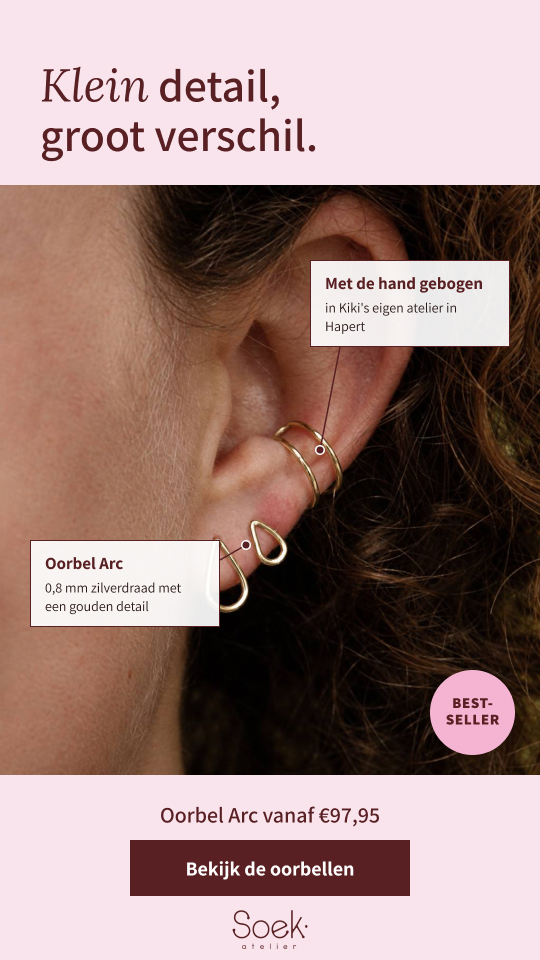 Klein detail,
groot verschil.
Met de hand gebogen
in Kiki's eigen atelier in
Hapert
Oorbel Arc
0,8 mm zilverdraad met
een gouden detail
BEST-
SELLER
Oorbel Arc vanaf €97,95
Bekijk de oorbellen
Soek
atelier